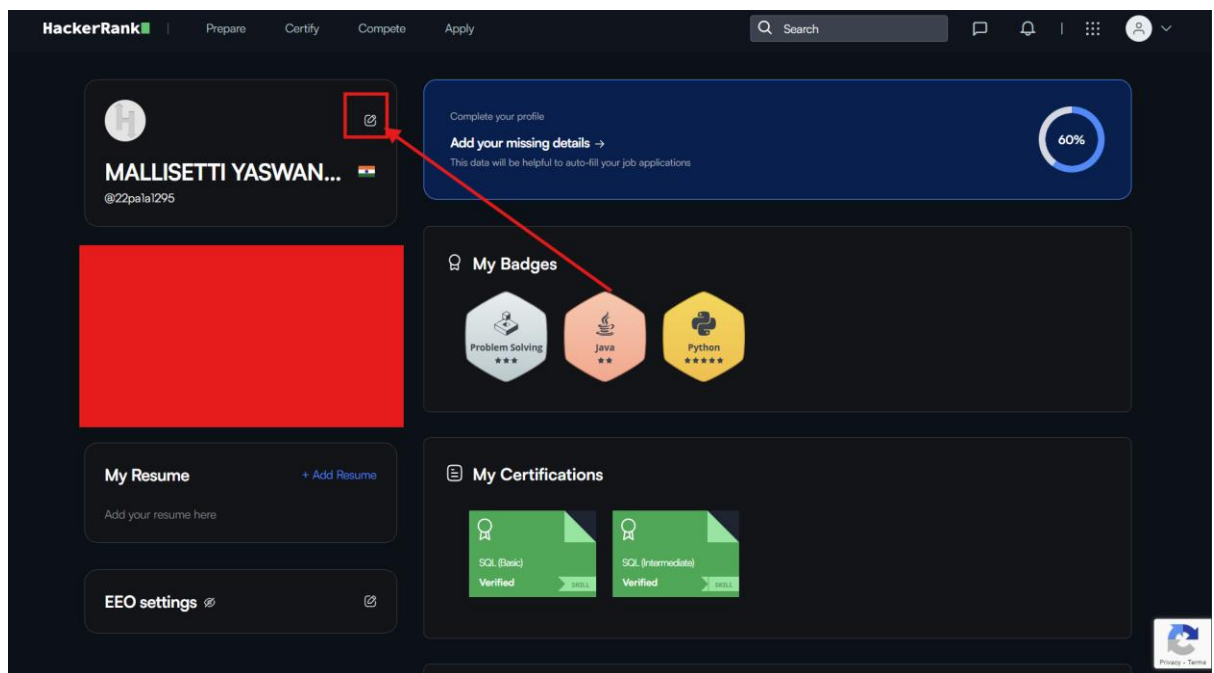 HackerRank
Prepare
Certify
Compete
Apply
Search
MALLISETTI YASWAN...
@22pa1a1295
Complete your profile
Add your missing details →
This data will be helpful to auto-fill your job applications
60%
My Badges
Problem Solving
Java
Python
My Resume
+ Add Resume
Add your resume here
My Certifications
SQL (Basic)
Verified
SKILL
SQL (Intermediate)
Verified
SKILL
EEO settings
Privacy - Terms